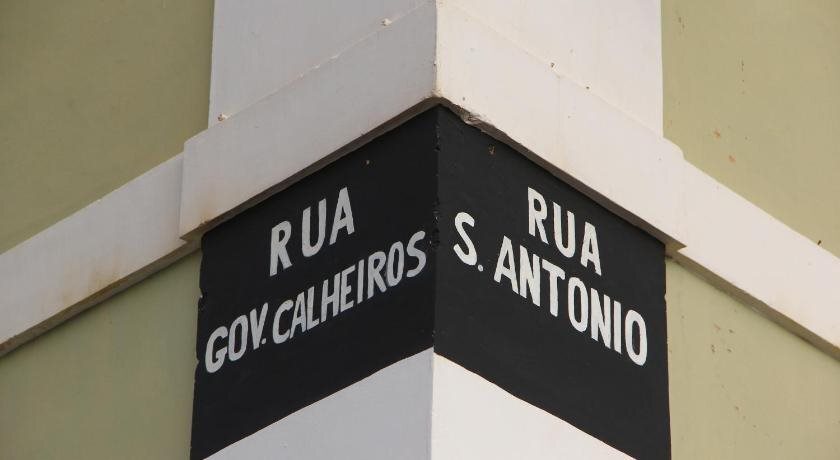 RUA
GOV. CALHEIROS
RUA
S. ANTONIO